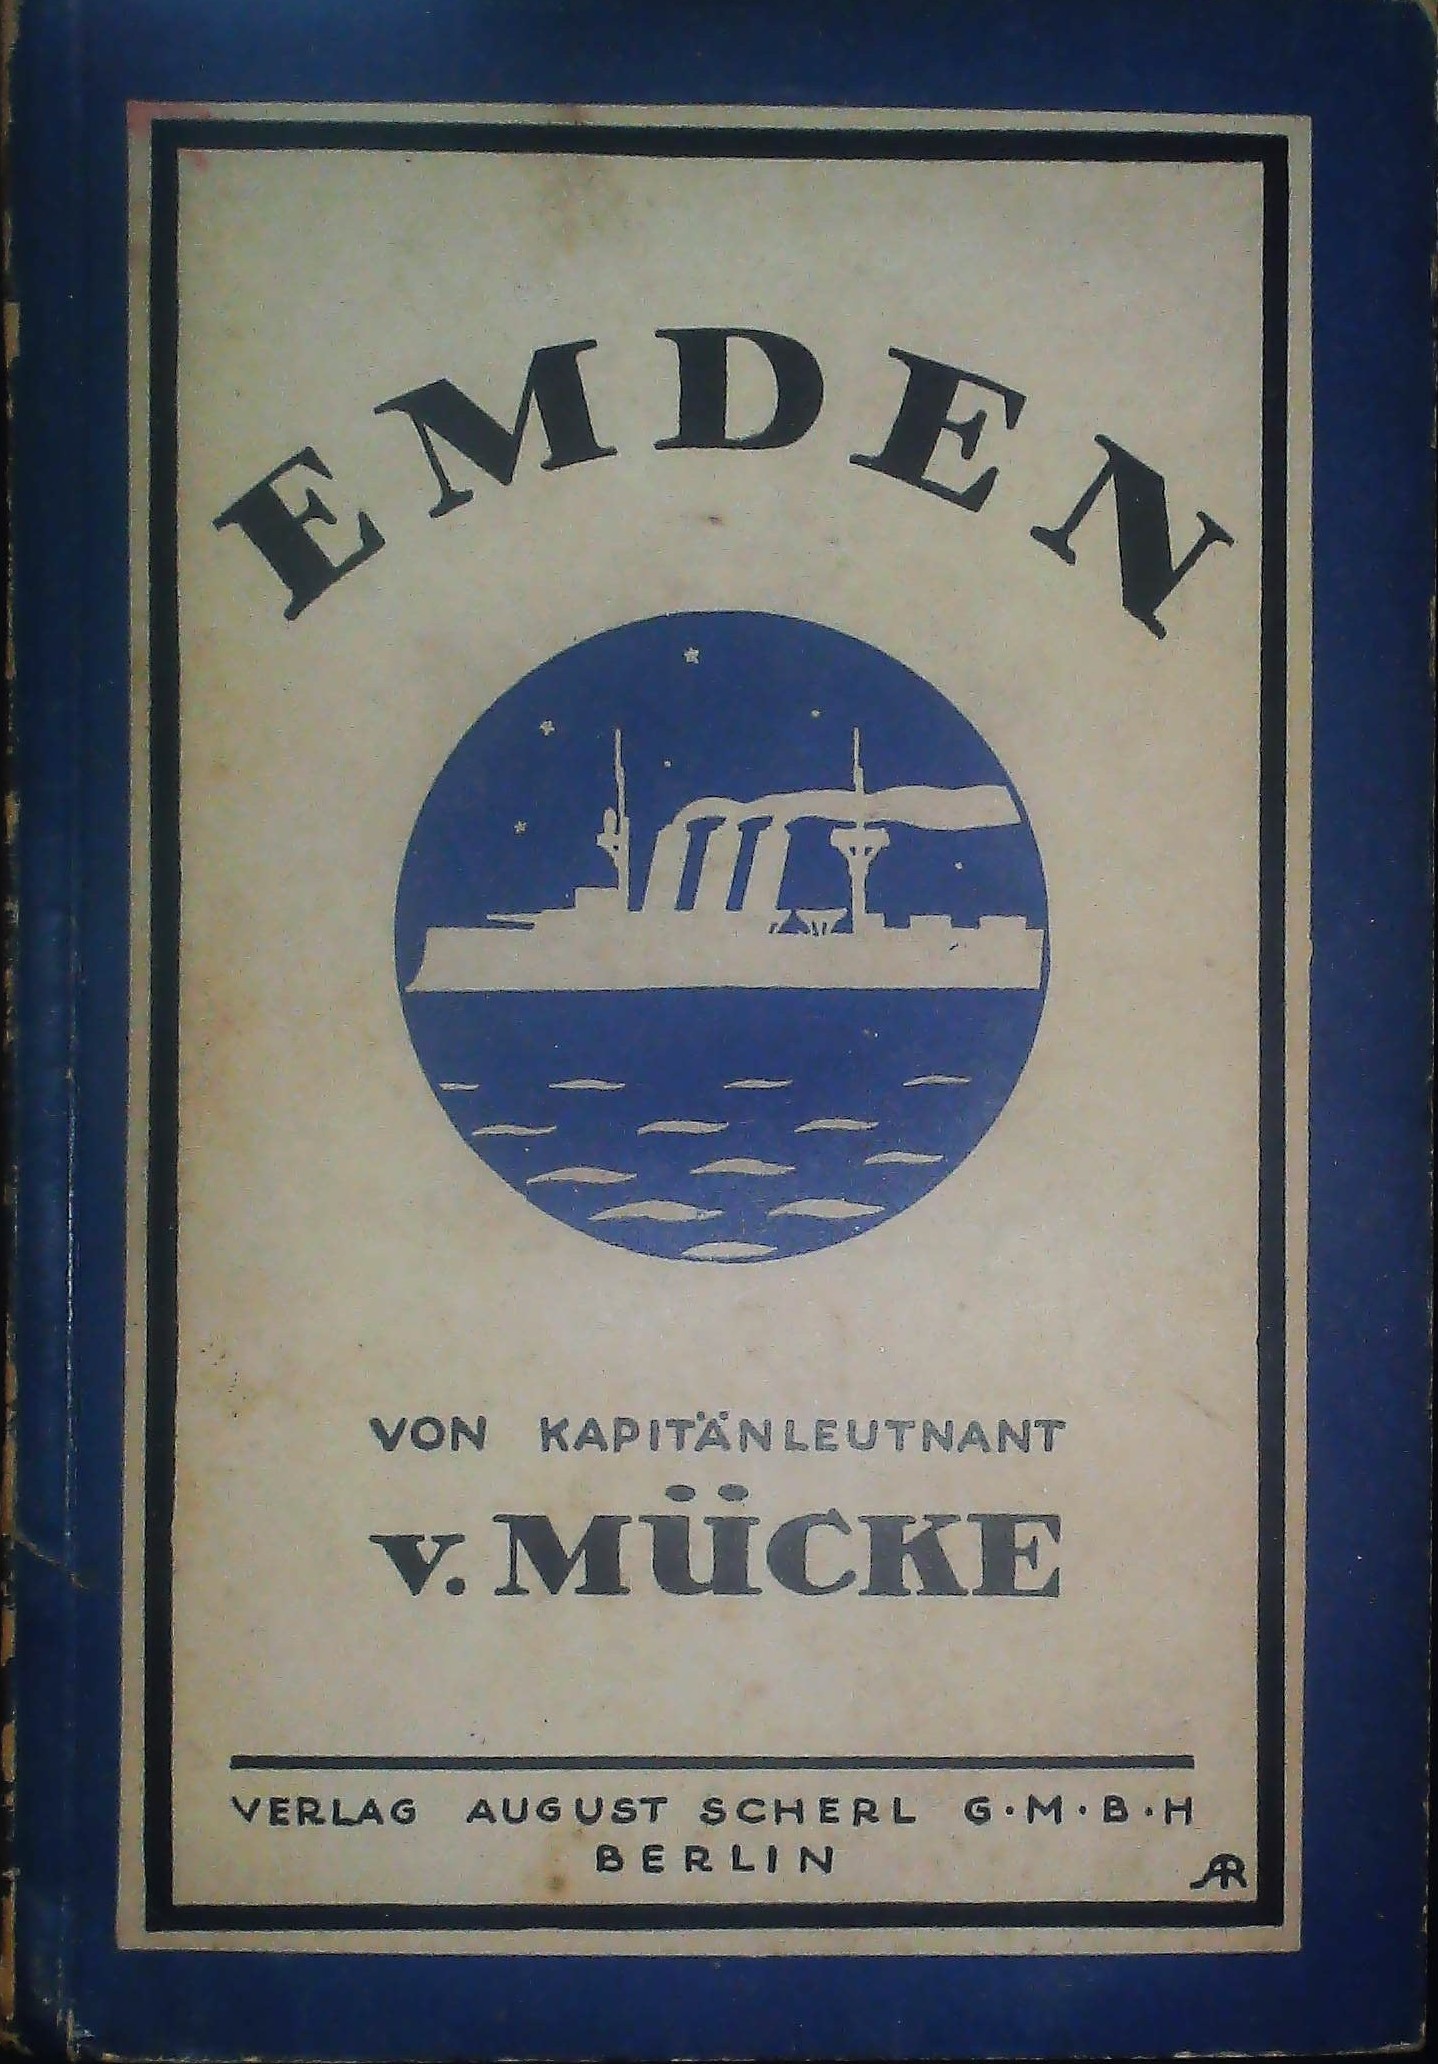 EMDEN
VON KAPITÄNLEUTNANT
v. MÜCKE
VERLAG AUGUST SCHERL G·M·B·H
BERLIN
AR